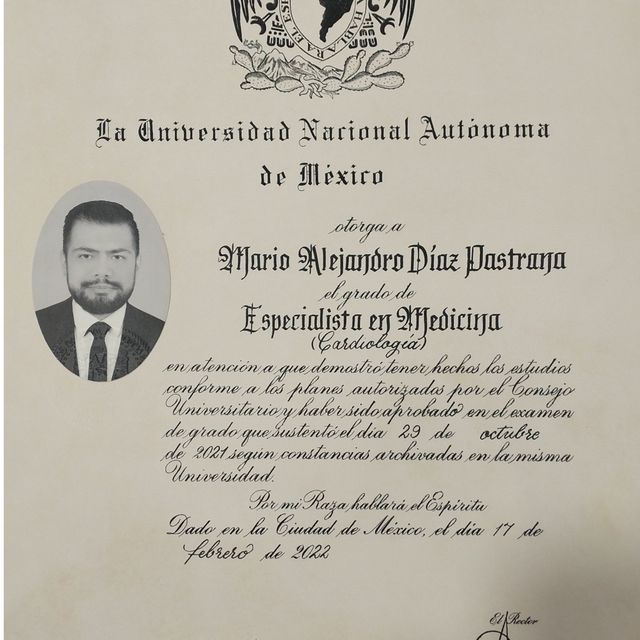 HABLARA EL ES
La Universidad Nacional Autónoma
de México
otorga a
Mario Alejandro Díaz Pastrana
el grado de
Especialista en Medicina
(Cardiología)
en atención a que demostró tener hechos los estudios
conforme a los planes autorizados por el Consejo
Universitario y haber sido aprobado en el examen
de grado que sustentó el día 29 de octubre
de 2021 según constancias archivadas en la misma
Universidad.
Por mi Raza hablará el Espíritu
Dado en la Ciudad de México, el día 17 de
febrero de 2022
El Rector